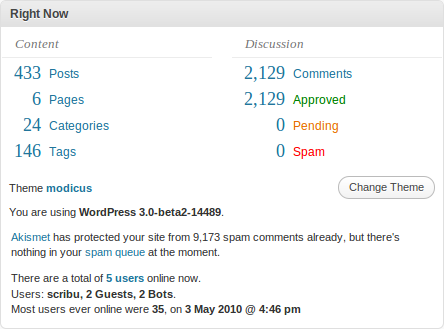 Right Now
Content Discussion
433 Posts 2,129 Comments
6 Pages 2,129 Approved
24 Categories 0 Pending
146 Tags 0 Spam
Theme modicus Change Theme
You are using WordPress 3.0-beta2-14489.
Akismet has protected your site from 9,173 spam comments already, but there's
nothing in your spam queue at the moment.
There are a total of 5 users online now.
Users: scribu, 2 Guests, 2 Bots.
Most users ever online were 35, on 3 May 2010 @ 4:46 pm